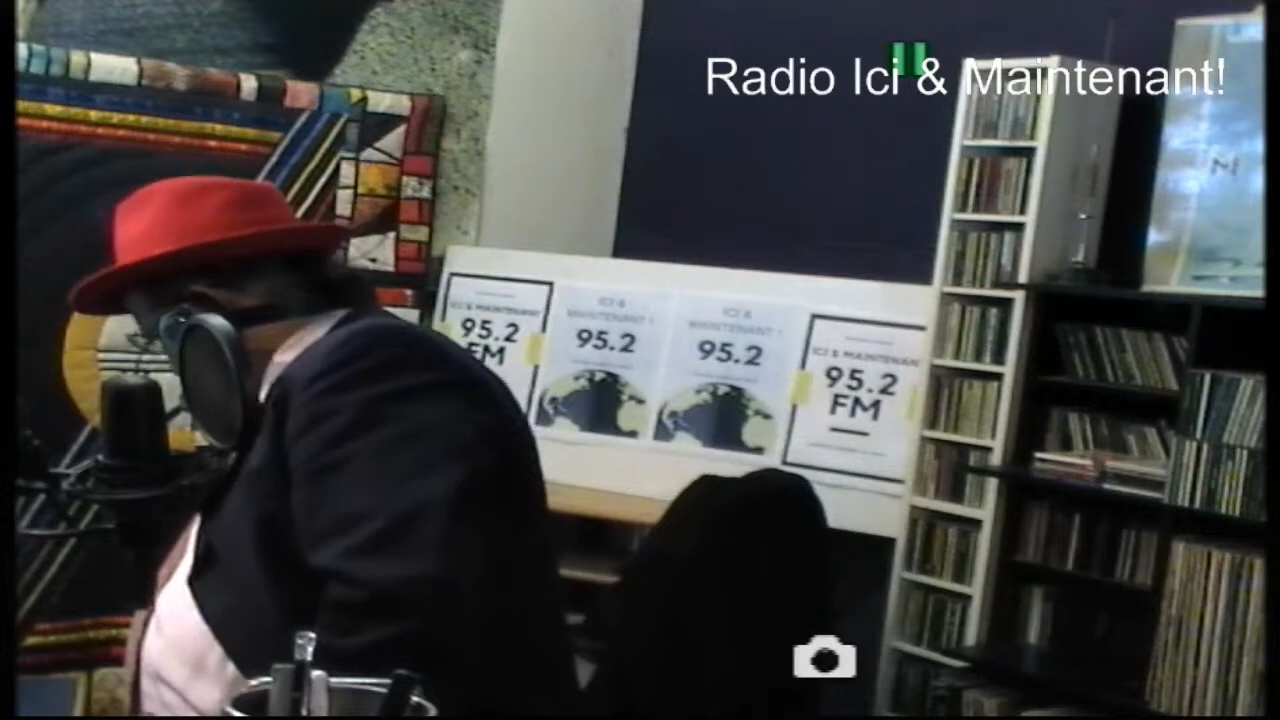 Radio Ici & Maintenant!
ICI & MAINTENANT
95.2
FM
ICI &
MAINTENANT !
95.2
ICI &
MAINTENANT !
95.2
ICI & MAINTENAN
95.2
FM